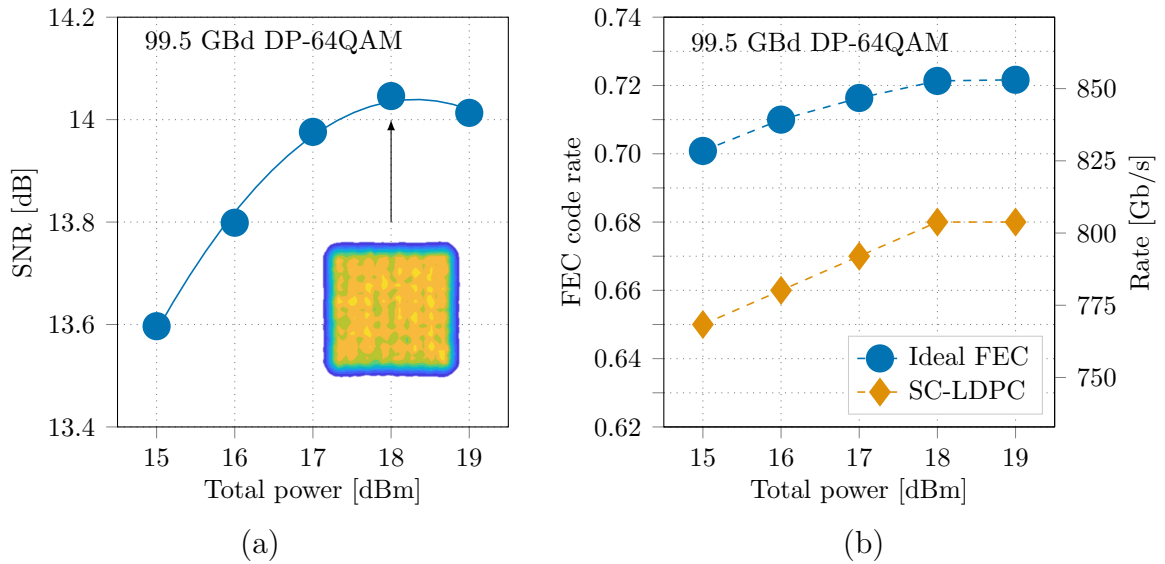 99.5 GBd DP-64QAM
SNR [dB]
14.2
14
13.8
13.6
13.4
15 16 17 18 19
Total power [dBm]
(a)
99.5 GBd DP-64QAM
FEC code rate
0.74
0.72
0.70
0.68
0.66
0.64
0.62
850
825
800
775
750
Rate [Gb/s]
Ideal FEC
SC-LDPC
15 16 17 18 19
Total power [dBm]
(b)